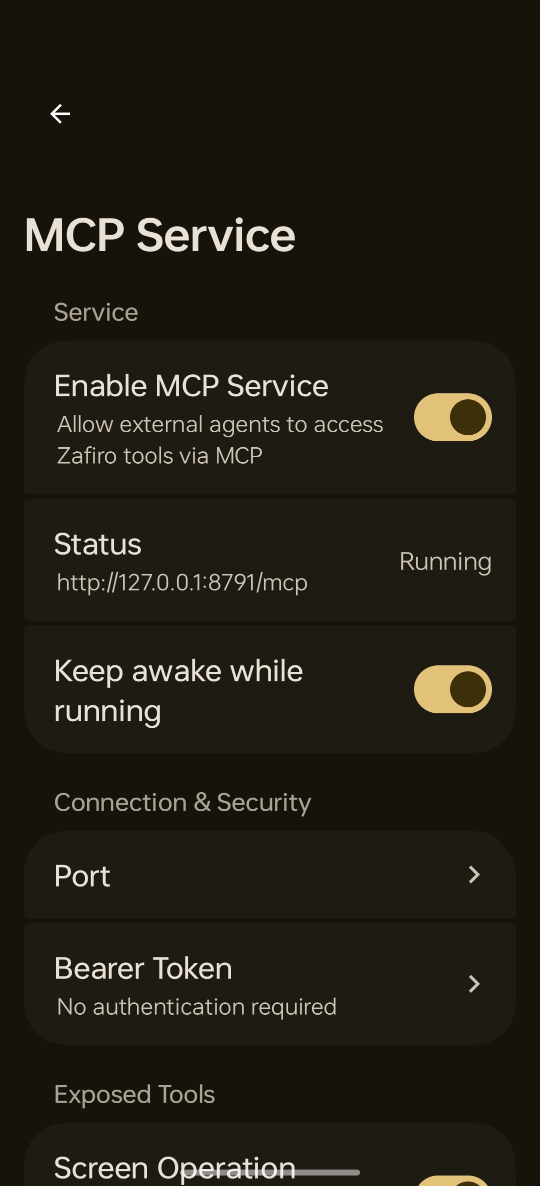 MCP Service
Service
Enable MCP Service
Allow external agents to access
Zafiro tools via MCP
Status
http://127.0.0.1:8791/mcp
Running
Keep awake while
running
Connection & Security
Port
Bearer Token
No authentication required
Exposed Tools
Screen Operation